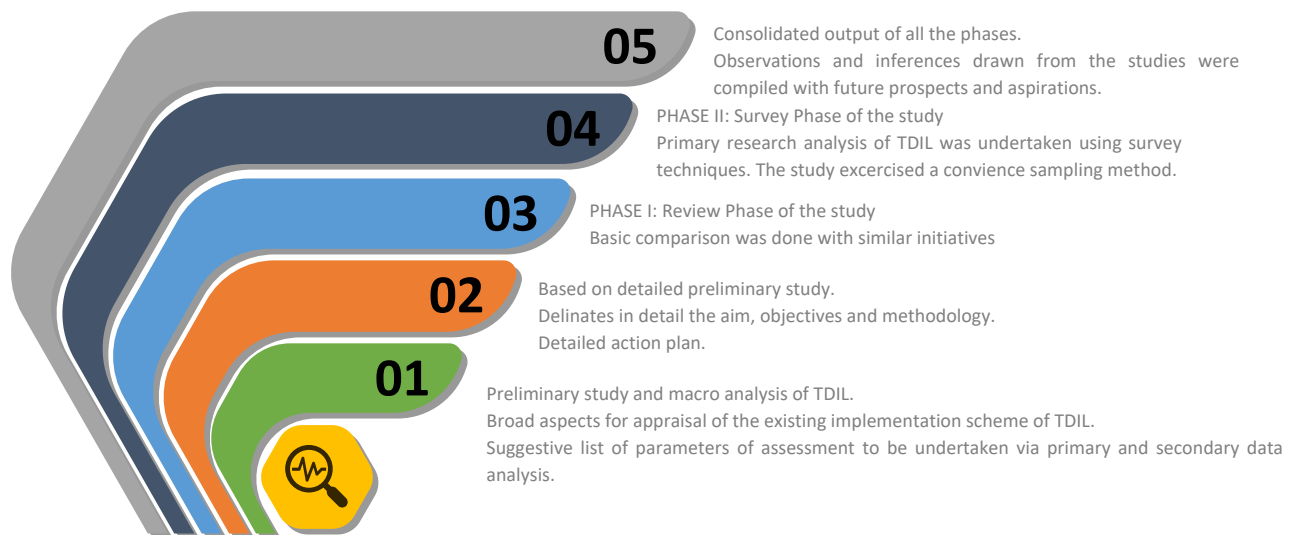 05
Consolidated output of all the phases.
Observations and inferences drawn from the studies were
compiled with future prospects and aspirations.
04
PHASE II: Survey Phase of the study
Primary research analysis of TDIL was undertaken using survey
techniques. The study excercised a convience sampling method.
03
PHASE I: Review Phase of the study
Basic comparison was done with similar initiatives
02
Based on detailed preliminary study.
Delinates in detail the aim, objectives and methodology.
Detailed action plan.
01
Preliminary study and macro analysis of TDIL.
Broad aspects for appraisal of the existing implementation scheme of TDIL.
Suggestive list of parameters of assessment to be undertaken via primary and secondary data
analysis.